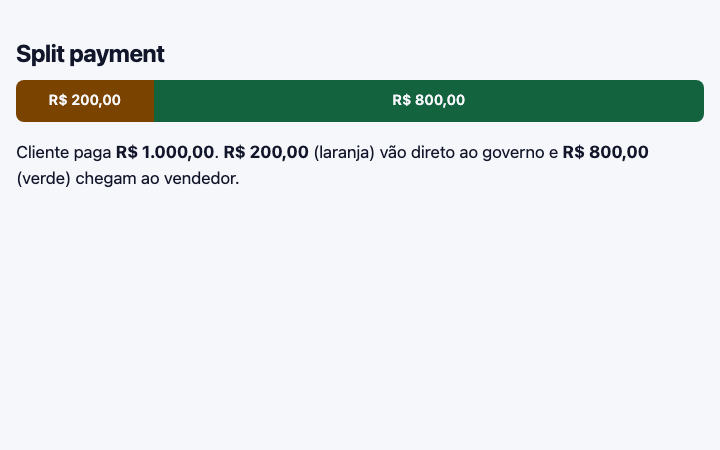 Split payment
R$ 200,00
R$ 800,00
Cliente paga R$ 1.000,00. R$ 200,00 (laranja) vão direto ao governo e R$ 800,00
(verde) chegam ao vendedor.